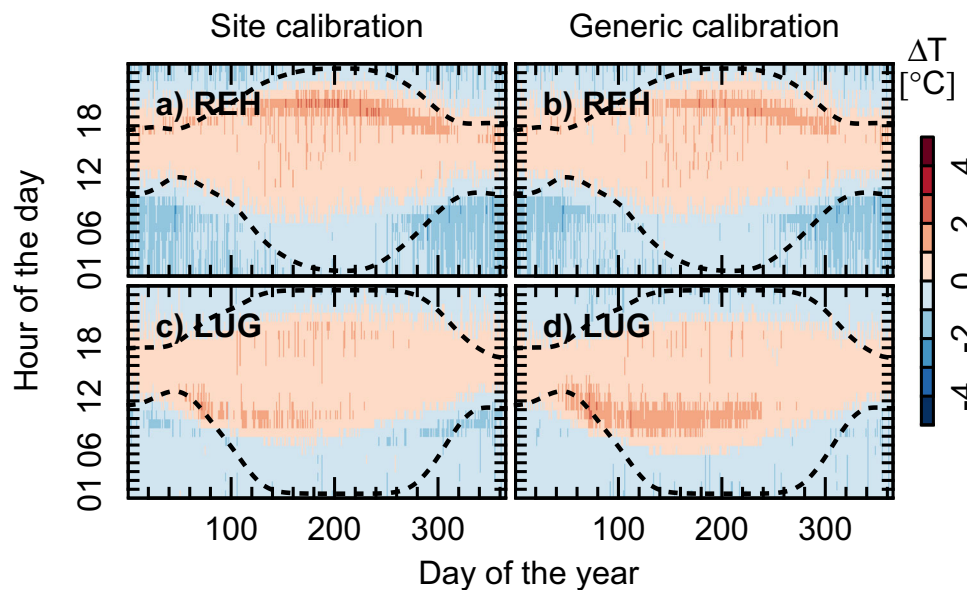 Site calibration
Generic calibration
ΔT
[°C]
a) REH
b) REH
c) LUG
d) LUG
Hour of the day
01 06 12 18
01 06 12 18
4
2
0
-2
-4
100 200 300
100 200 300
Day of the year